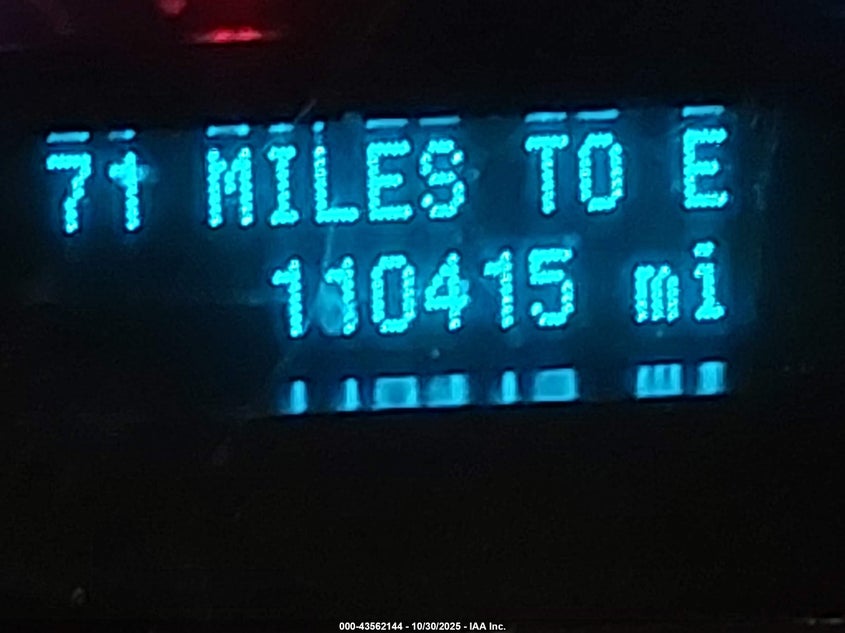 71 MILES TO E
110415 mi
000-43562144 - 10/30/2025 - IAA Inc.